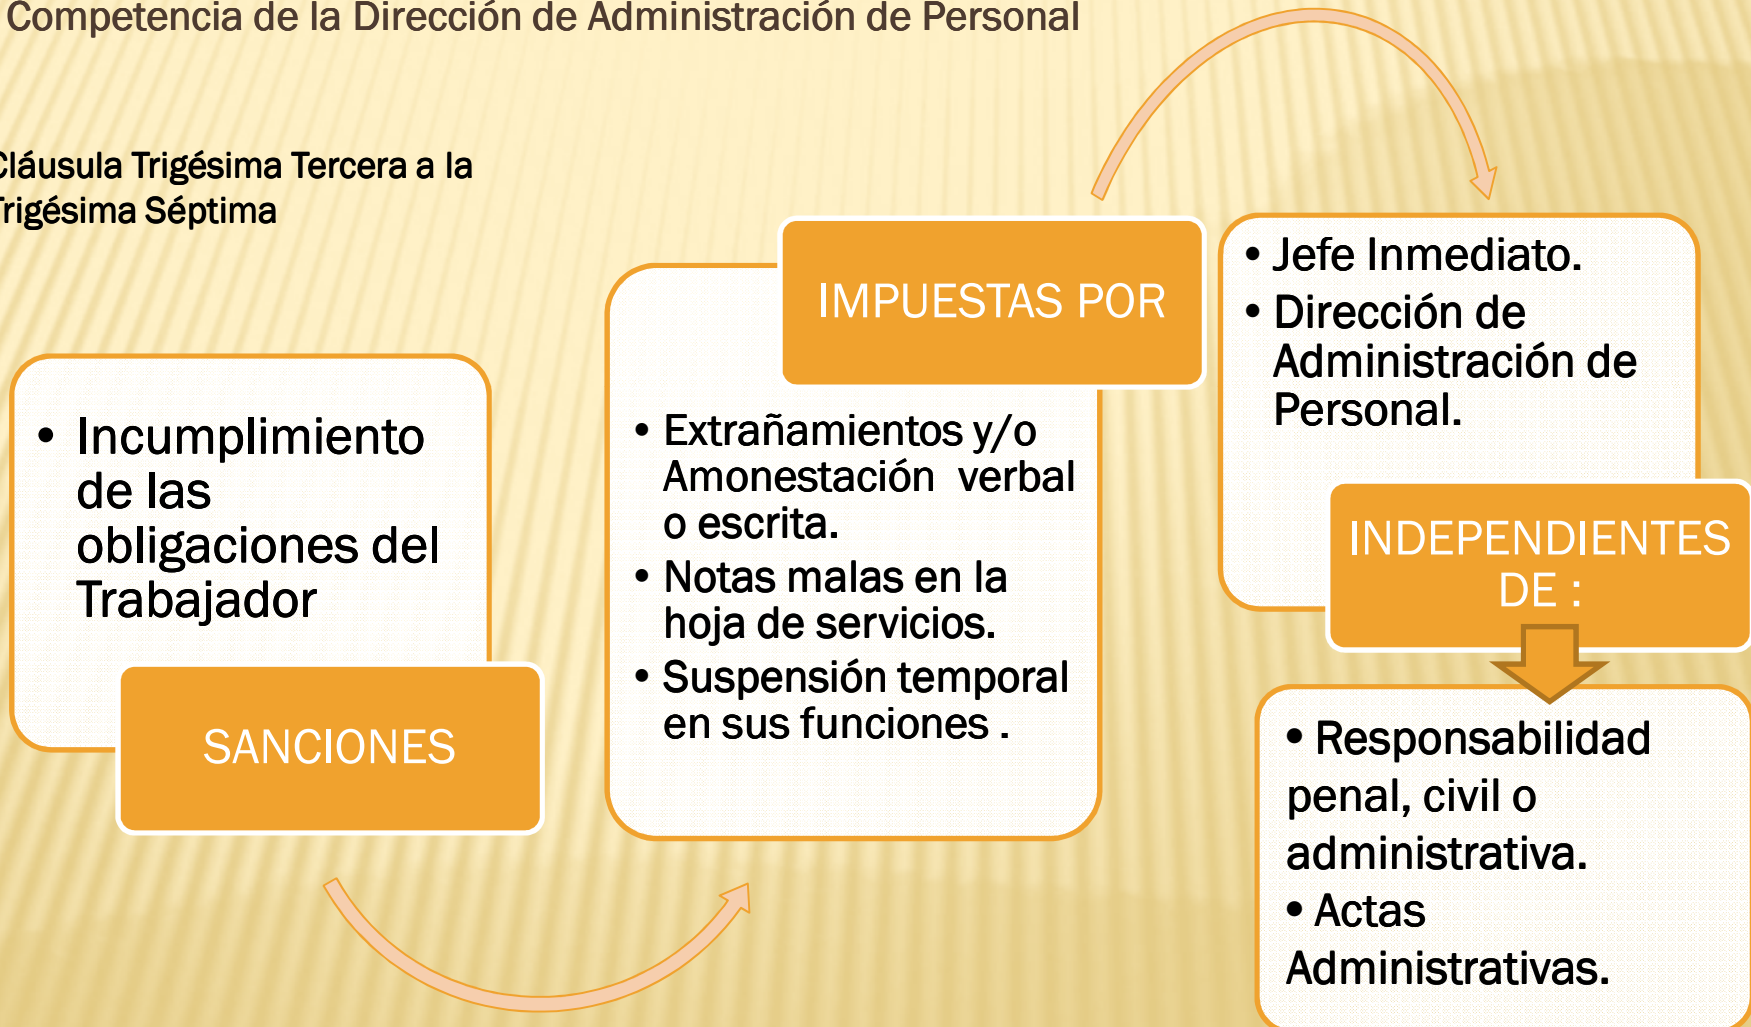 Competencia de la Dirección de Administración de Personal
Cláusula Trigésima Tercera a la
Trigésima Séptima
• Incumplimiento
de las
obligaciones del
Trabajador
SANCIONES
IMPUESTAS POR
• Extrañamientos y/o
Amonestación verbal
o escrita.
• Notas malas en la
hoja de servicios.
• Suspensión temporal
en sus funciones .
• Jefe Inmediato.
• Dirección de
Administración de
Personal.
INDEPENDIENTES
DE :
• Responsabilidad
penal, civil o
administrativa.
• Actas
Administrativas.